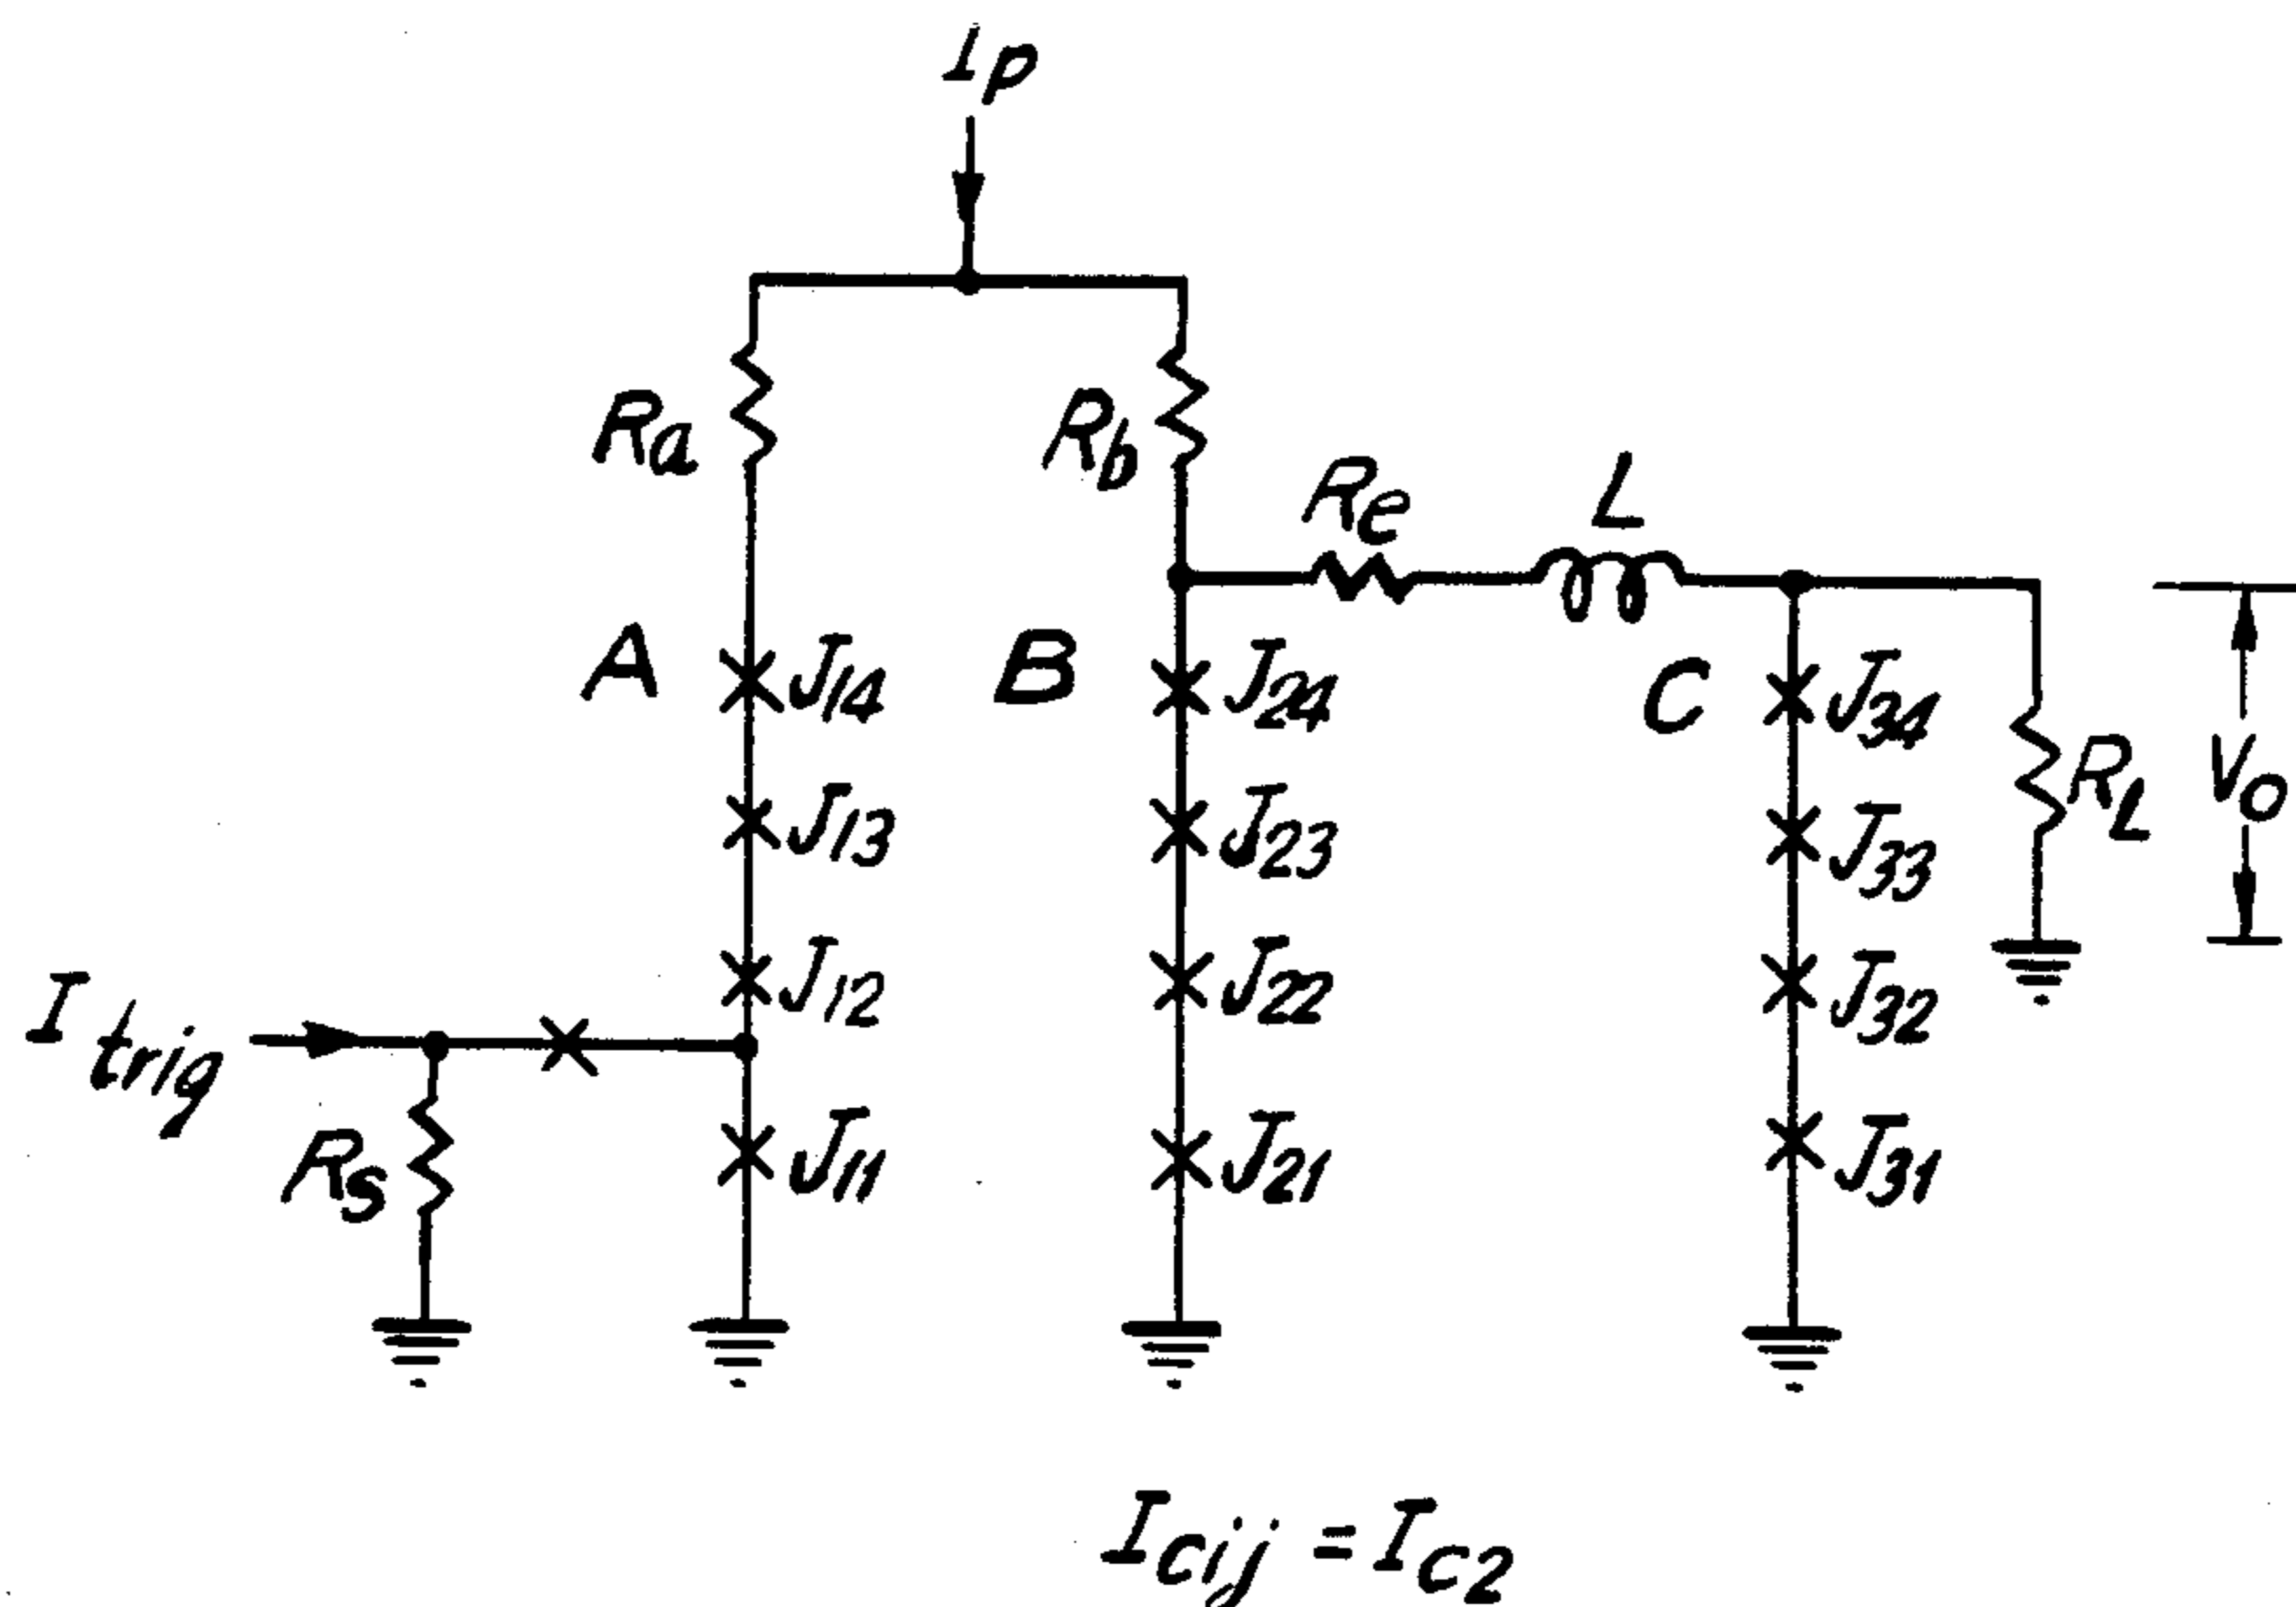 Ip
Ra
Rb
Re
L
A
J14
B
J24
C
J34
RL
Vo
J13
J23
J33
Itrig
J12
J22
J32
Rs
J11
J21
J31
Icij = Ic2